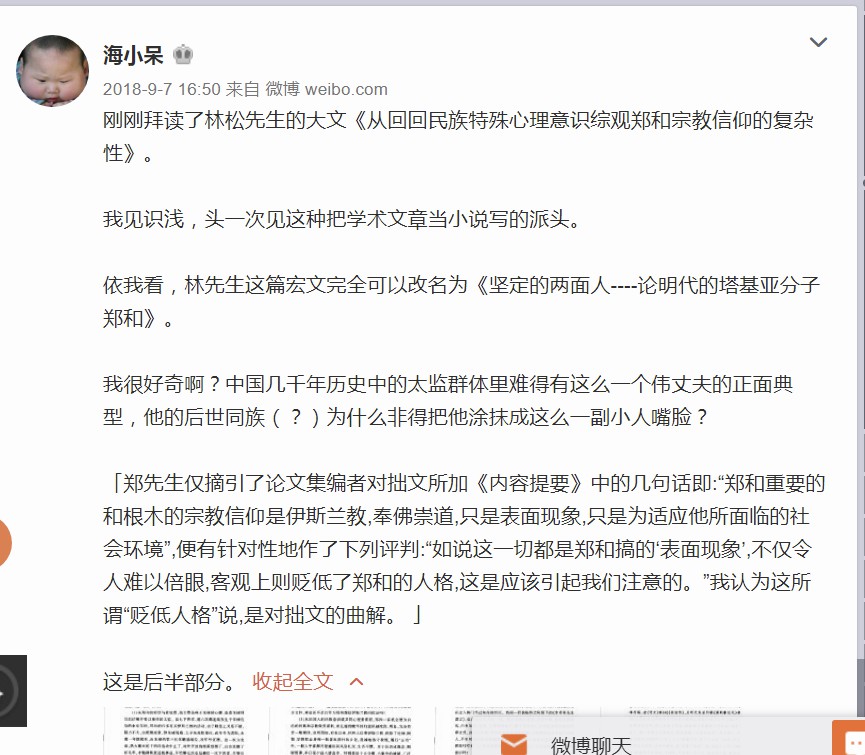 海小呆
2018-9-7 16:50 来自 微博 weibo.com
刚刚拜读了林松先生的大文《从回回民族特殊心理意识综观郑和宗教信仰的复杂
性》。
我见识浅，头一次见这种把学术文章当小说写的派头。
依我看，林先生这篇宏文完全可以改名为《坚定的两面人----论明代的塔基亚分子
郑和》。
我很好奇啊？中国几千年历史中的太监群体里难得有这么一个伟丈夫的正面典
型，他的后世同族（？）为什么非得把他涂抹成这么一副小人嘴脸？
「郑先生仅摘引了论文集编者对拙文所加《内容提要》中的几句话即:“郑和重要的
和根木的宗教信仰是伊斯兰教,奉佛崇道,只是表面现象,只是为适应他所面临的社
会环境”,便有针对性地作了下列评判:“如说这一切都是郑和搞的‘表面现象’,不仅令
人难以倍眼,客观上则贬低了郑和的人格,这是应该引起我们注意的。”我认为这所
谓“贬低人格”说,是对拙文的曲解。」
这是后半部分。 收起全文
微博聊天